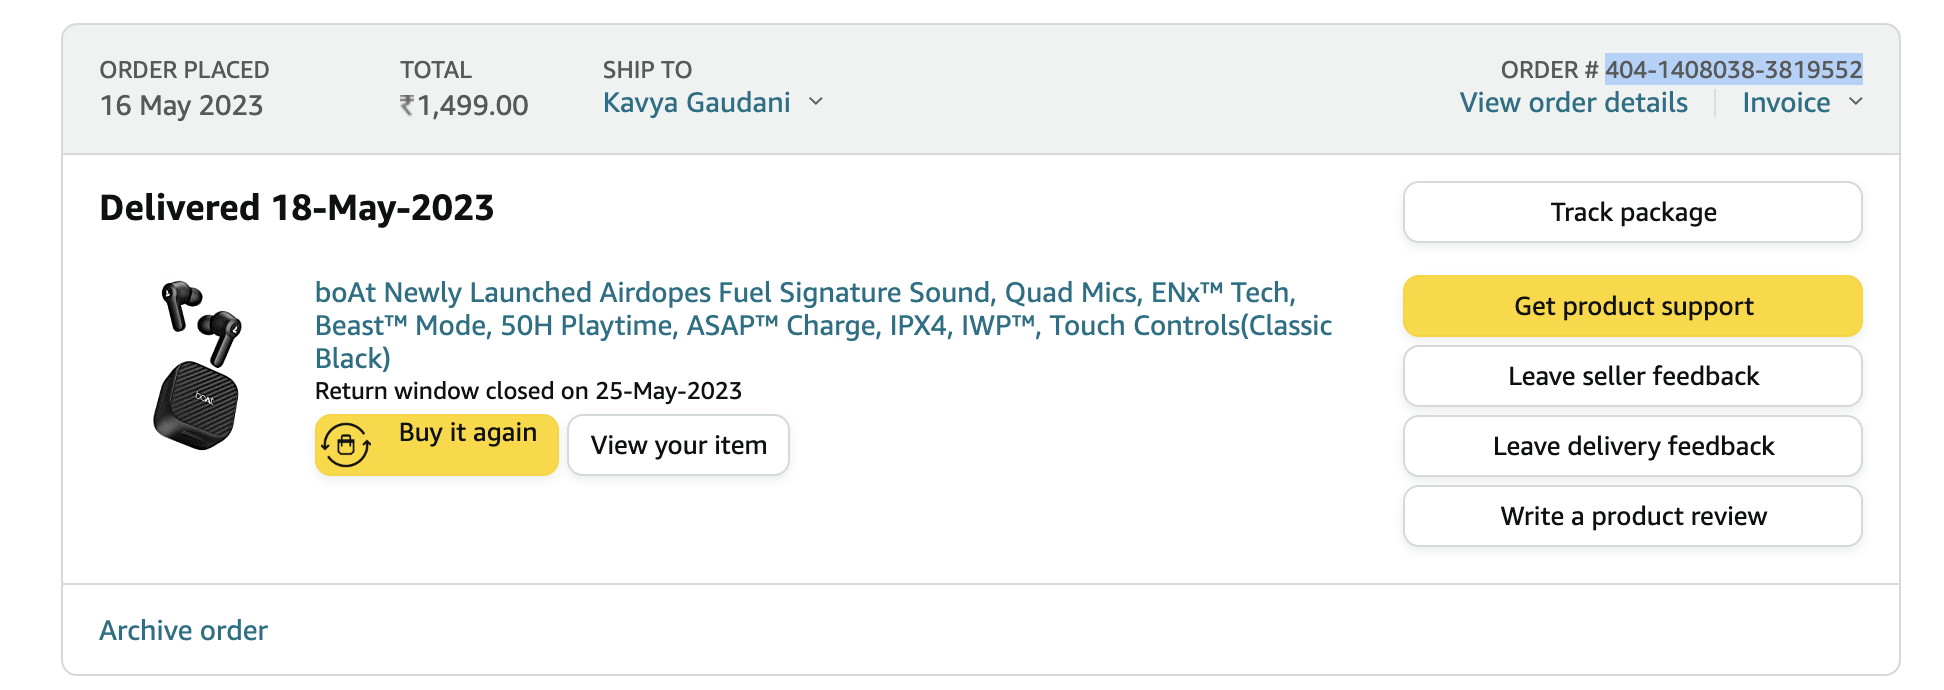 ORDER PLACED
16 May 2023
TOTAL
₹1,499.00
SHIP TO
Kavya Gaudani
ORDER # 404-1408038-3819552
View order details
Invoice
Delivered 18-May-2023
boAt Newly Launched Airdopes Fuel Signature Sound, Quad Mics, ENx™ Tech,
Beast™ Mode, 50H Playtime, ASAP™ Charge, IPX4, IWP™, Touch Controls(Classic
Black)
Return window closed on 25-May-2023
Buy it again
View your item
boAt
Track package
Get product support
Leave seller feedback
Leave delivery feedback
Write a product review
Archive order